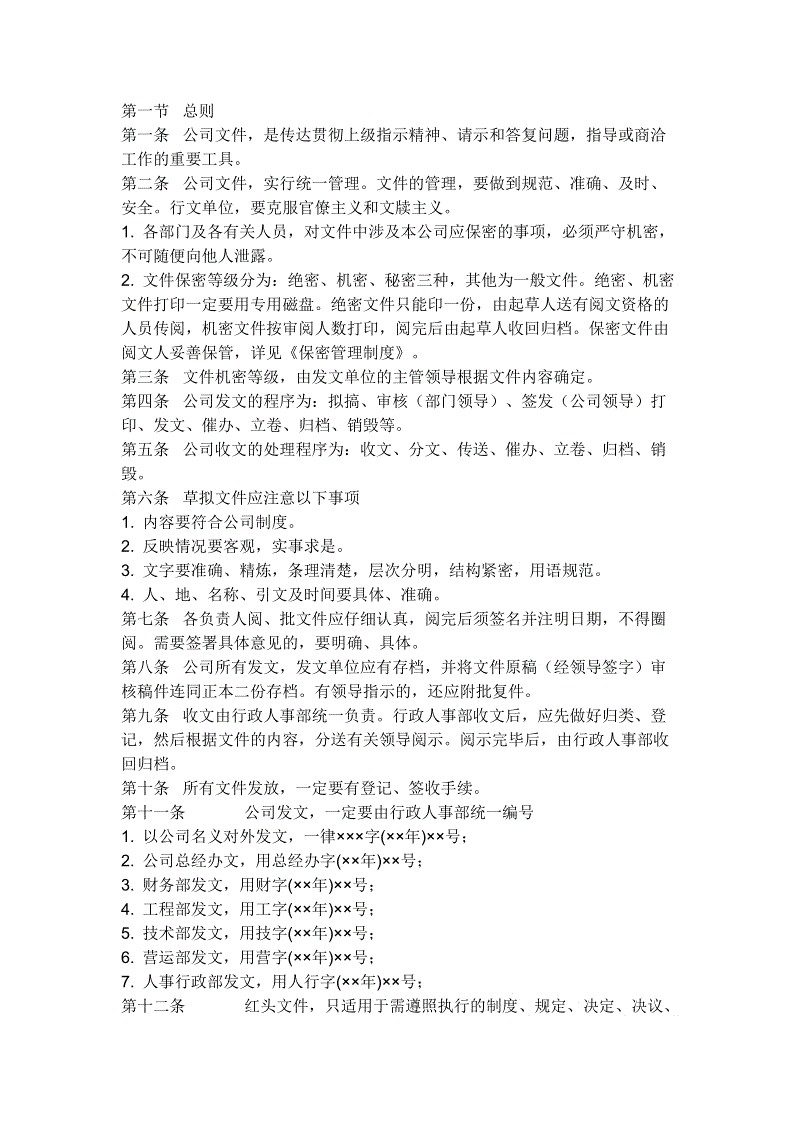 第一节 总则
第一条 公司文件，是传达贯彻上级指示精神、请示和答复问题，指导或商洽
工作的重要工具。
第二条 公司文件，实行统一管理。文件的管理，要做到规范、准确、及时、
安全。行文单位，要克服官僚主义和文牍主义。
1. 各部门及各有关人员，对文件中涉及本公司应保密的事项，必须严守机密，
不可随便向他人泄露。
2. 文件保密等级分为：绝密、机密、秘密三种，其他为一般文件。绝密、机密
文件打印一定要用专用磁盘。绝密文件只能印一份，由起草人送有阅文资格的
人员传阅，机密文件按审阅人数打印，阅完后由起草人收回归档。保密文件由
阅文人妥善保管，详见《保密管理制度》。
第三条 文件机密等级，由发文单位的主管领导根据文件内容确定。
第四条 公司发文的程序为：拟搞、审核（部门领导）、签发（公司领导）打
印、发文、催办、立卷、归档、销毁等。
第五条 公司收文的处理程序为：收文、分文、传送、催办、立卷、归档、销
毁。
第六条 草拟文件应注意以下事项
1. 内容要符合公司制度。
2. 反映情况要客观，实事求是。
3. 文字要准确、精炼，条理清楚，层次分明，结构紧密，用语规范。
4. 人、地、名称、引文及时间要具体、准确。
第七条 各负责人阅、批文件应仔细认真，阅完后须签名并注明日期，不得圈
阅。需要签署具体意见的，要明确、具体。
第八条 公司所有发文，发文单位应有存档，并将文件原稿（经领导签字）审
核稿件连同正本二份存档。有领导指示的，还应附批复件。
第九条 收文由行政人事部统一负责。行政人事部收文后，应先做好归类、登
记，然后根据文件的内容，分送有关领导阅示。阅示完毕后，由行政人事部收
回归档。
第十条 所有文件发放，一定要有登记、签收手续。
第十一条 公司发文，一定要由行政人事部统一编号
1. 以公司名义对外发文，一律×××字(××年)××号；
2. 公司总经办文，用总经办字(××年)××号；
3. 财务部发文，用财字(××年)××号；
4. 工程部发文，用工字(××年)××号；
5. 技术部发文，用技字(××年)××号；
6. 营运部发文，用营字(××年)××号；
7. 人事行政部发文，用人行字(××年)××号；
第十二条 红头文件，只适用于需遵照执行的制度、规定、决定、决议、